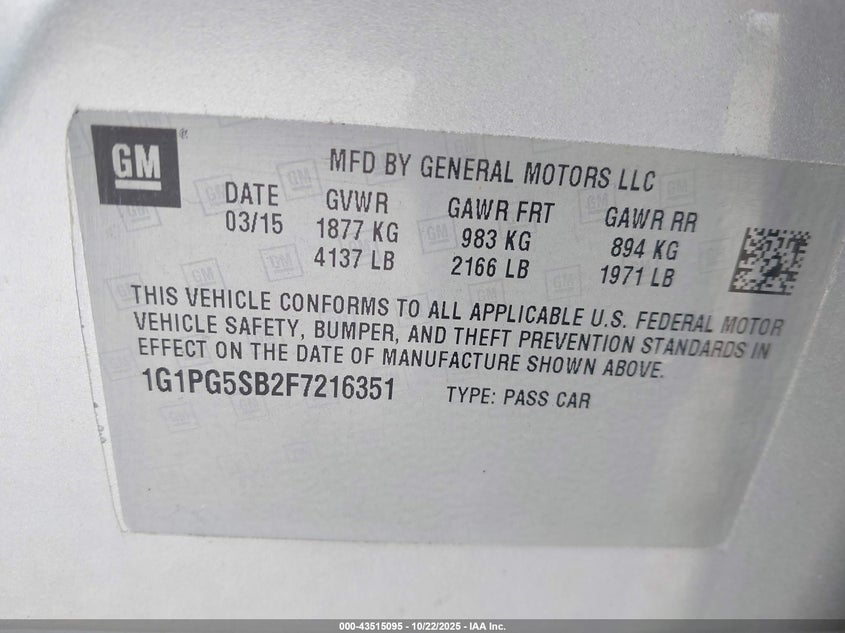 GM
MFD BY GENERAL MOTORS LLC
DATE GVWR GAWR FRT GAWR RR
03/15 1877 KG 983 KG 894 KG
4137 LB 2166 LB 1971 LB
THIS VEHICLE CONFORMS TO ALL APPLICABLE U.S. FEDERAL MOTOR
VEHICLE SAFETY, BUMPER, AND THEFT PREVENTION STANDARDS IN
EFFECT ON THE DATE OF MANUFACTURE SHOWN ABOVE.
1G1PG5SB2F7216351 TYPE: PASS CAR
000-43515095 - 10/22/2025 - IAA Inc.